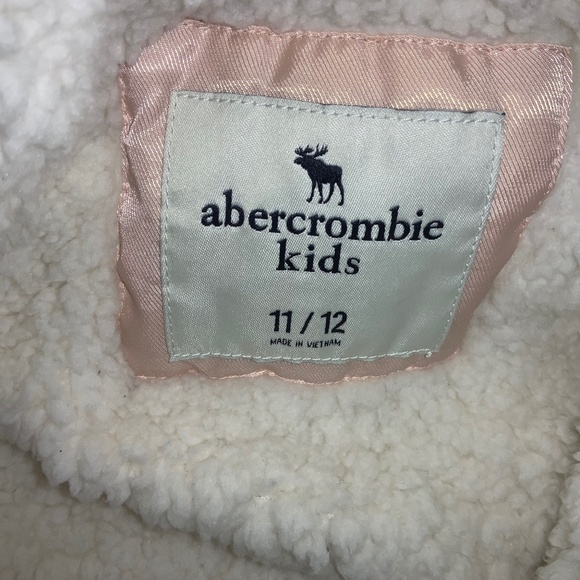 abercrombie
kids
11 / 12
MADE IN VIETNAM